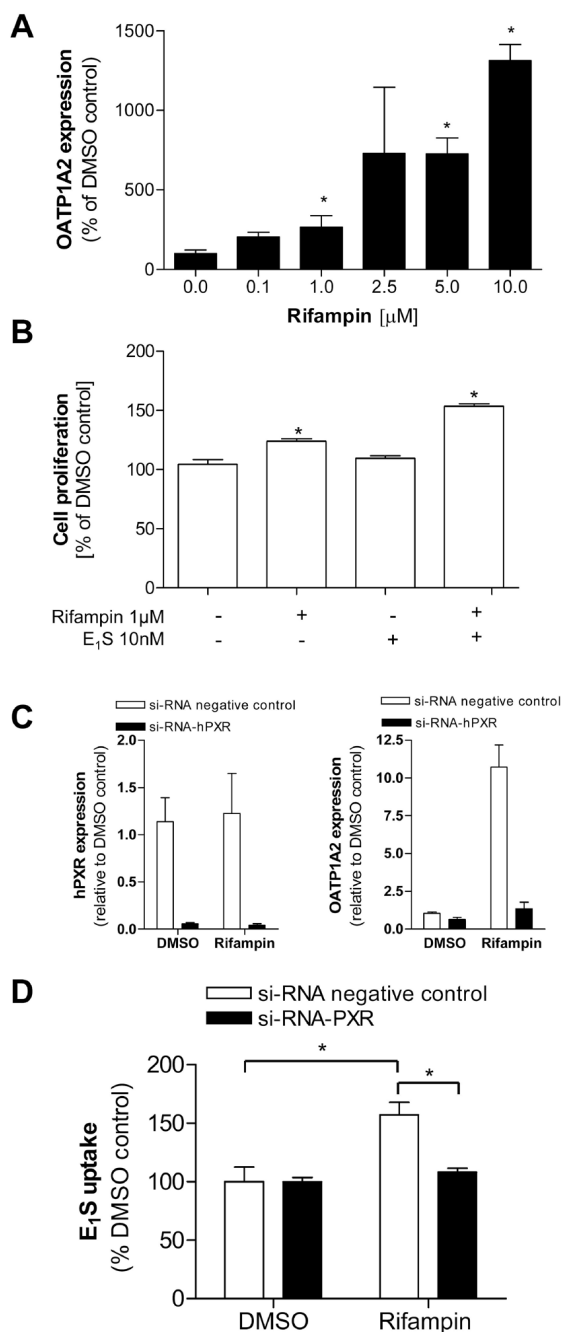 A
OATP1A2 expression
(% of DMSO control)
1500
1000
500
0
*
*
*
0.0 0.1 1.0 2.5 5.0 10.0
Rifampin [μM]
B
Cell proliferation
[% of DMSO control]
200
150
100
50
0
*
*
Rifampin 1μM - + - +
E₁S 10nM - - + +
C
si-RNA negative control
si-RNA-hPXR
hPXR expression
(relative to DMSO control)
2.0
1.5
1.0
0.5
0.0
DMSO Rifampin
si-RNA negative control
si-RNA-hPXR
OATP1A2 expression
(relative to DMSO control)
12.5
10.0
7.5
5.0
2.5
0.0
DMSO Rifampin
D
si-RNA negative control
si-RNA-PXR
E₁S uptake
(% DMSO control)
200
150
100
50
0
*
*
DMSO Rifampin